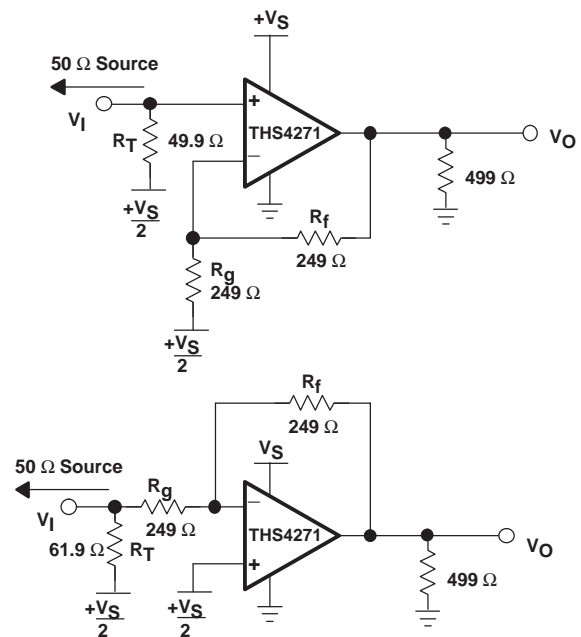 +VS
50 Ω Source
VI
+
THS4271
RT
49.9 Ω
−
VO
499 Ω
+VS
2
Rf
249 Ω
Rg
249 Ω
+VS
2
Rf
249 Ω
50 Ω Source
VS
Rg
VI
249 Ω
−
THS4271
61.9 Ω
RT
+
VO
499 Ω
+VS
2
+VS
2